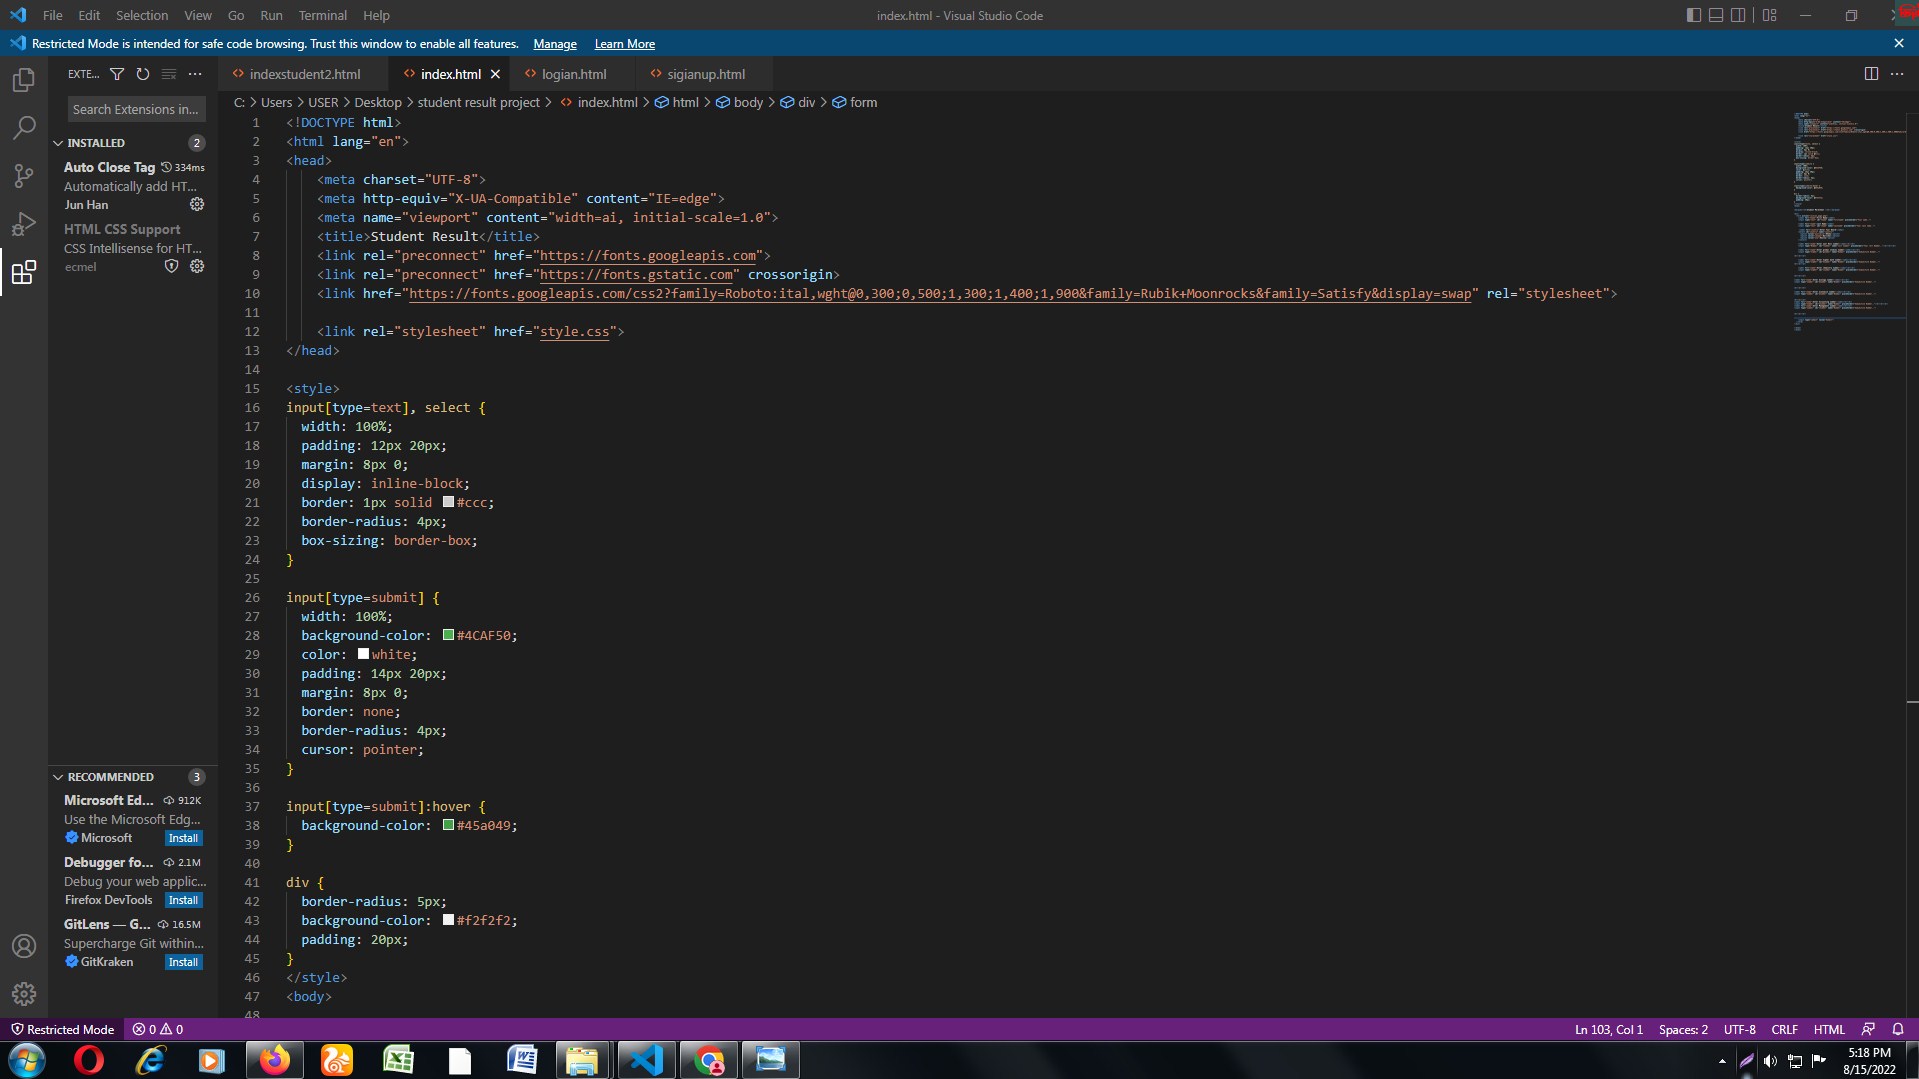 File Edit Selection View Go Run Terminal Help
index.html - Visual Studio Code
Restricted Mode is intended for safe code browsing. Trust this window to enable all features. Manage Learn More
EXTE...
indexstudent2.html
index.html
logian.html
sigianup.html
C: > Users > USER > Desktop > student result project > index.html > html > body > div > form
Search Extensions in...
INSTALLED 2
Auto Close Tag 334ms
Automatically add HT...
Jun Han
HTML CSS Support
CSS Intellisense for HT...
ecmel
RECOMMENDED 3
Microsoft Ed... 912K
Use the Microsoft Edg...
Microsoft Install
Debugger fo... 2.1M
Debug your web applic...
Firefox DevTools Install
GitLens — G... 16.5M
Supercharge Git within...
GitKraken Install
1 <!DOCTYPE html>
2 <html lang="en">
3 <head>
4 <meta charset="UTF-8">
5 <meta http-equiv="X-UA-Compatible" content="IE=edge">
6 <meta name="viewport" content="width=ai, initial-scale=1.0">
7 <title>Student Result</title>
8 <link rel="preconnect" href="https://fonts.googleapis.com">
9 <link rel="preconnect" href="https://fonts.gstatic.com" crossorigin>
10 <link href="https://fonts.googleapis.com/css2?family=Roboto:ital,wght@0,300;0,500;1,300;1,400;1,900&family=Rubik+Moonrocks&family=Satisfy&display=swap" rel="stylesheet">
11
12 <link rel="stylesheet" href="style.css">
13 </head>
14
15 <style>
16 input[type=text], select {
17 width: 100%;
18 padding: 12px 20px;
19 margin: 8px 0;
20 display: inline-block;
21 border: 1px solid #ccc;
22 border-radius: 4px;
23 box-sizing: border-box;
24 }
25
26 input[type=submit] {
27 width: 100%;
28 background-color: #4CAF50;
29 color: white;
30 padding: 14px 20px;
31 margin: 8px 0;
32 border: none;
33 border-radius: 4px;
34 cursor: pointer;
35 }
36
37 input[type=submit]:hover {
38 background-color: #45a049;
39 }
40
41 div {
42 border-radius: 5px;
43 background-color: #f2f2f2;
44 padding: 20px;
45 }
46 </style>
47 <body>
48
Restricted Mode 0 0
Ln 103, Col 1 Spaces: 2 UTF-8 CRLF HTML
5:18 PM
8/15/2022